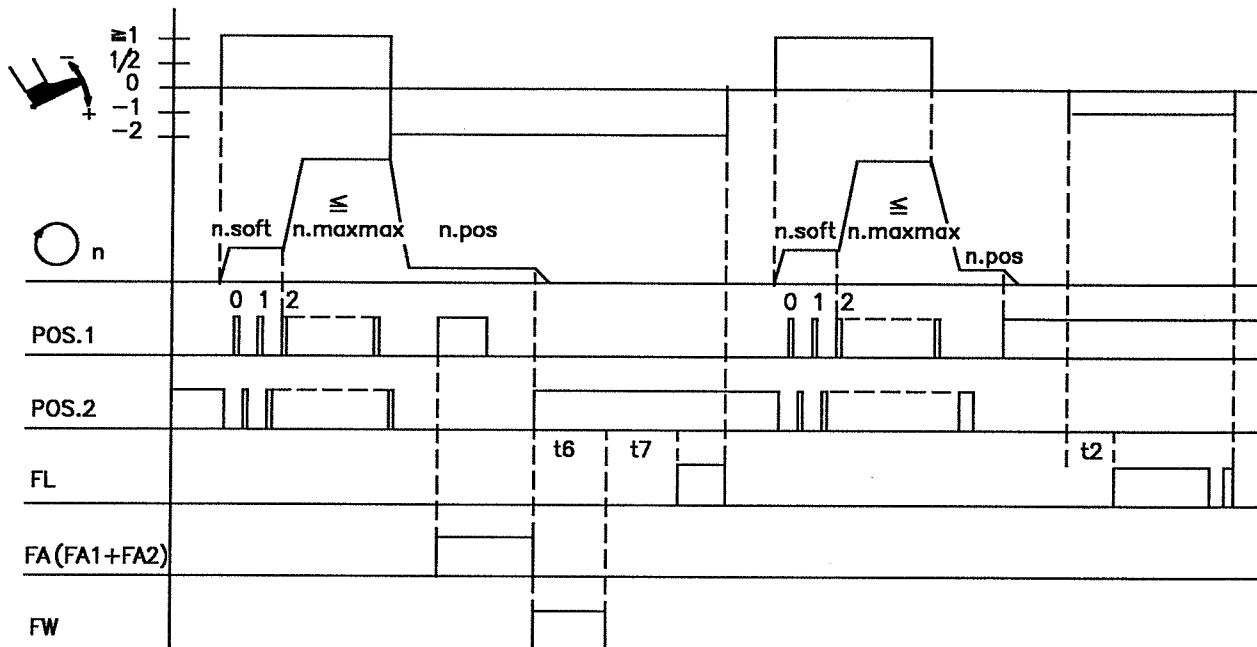 ≧1
1/2
0
−1
−2
− +
n
≦ ≦
n.soft n.maxmax n.pos n.soft n.maxmax n.pos
0 1 2 0 1 2
POS.1
POS.2
t6 t7 t2
FL
FA(FA1+FA2)
FW